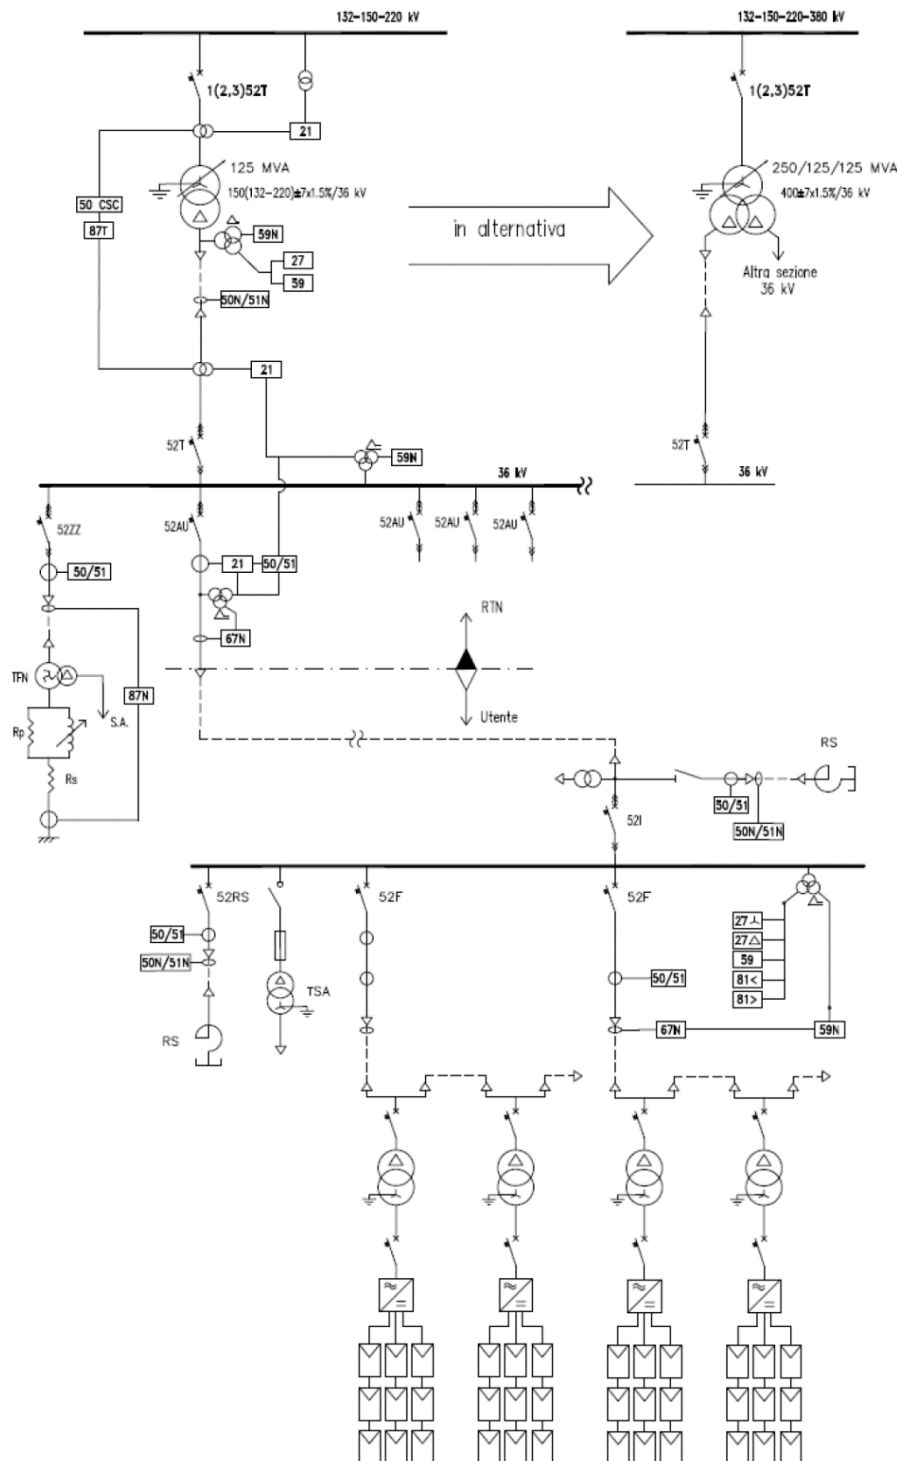 132-150-220 kV
132-150-220-380 kV
1(2,3)52T
1(2,3)52T
21
125 MVA
150(132-220)±7x1.5%/36 kV
250/125/125 MVA
400±7x1.5%/36 kV
50 CSC
87T
in alternativa
59N
27
59
Altra sezione
36 kV
50N/51N
21
52T
59N
52T
36 kV
36 kV
52ZZ
52AU
52AU
52AU
52AU
50/51
21
50/51
RTN
67N
TFN
87N
S.A.
Utente
Rp
Rs
RS
50/51
52I
50N/51N
52RS
52F
52F
27
27
50/51
59
50N/51N
50/51
81<
TSA
81>
RS
67N
59N